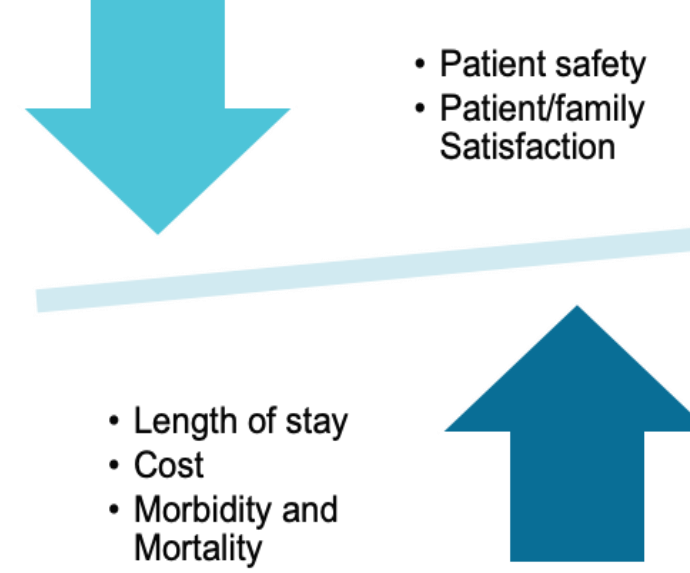 • Patient safety
• Patient/family
Satisfaction
• Length of stay
• Cost
• Morbidity and
Mortality